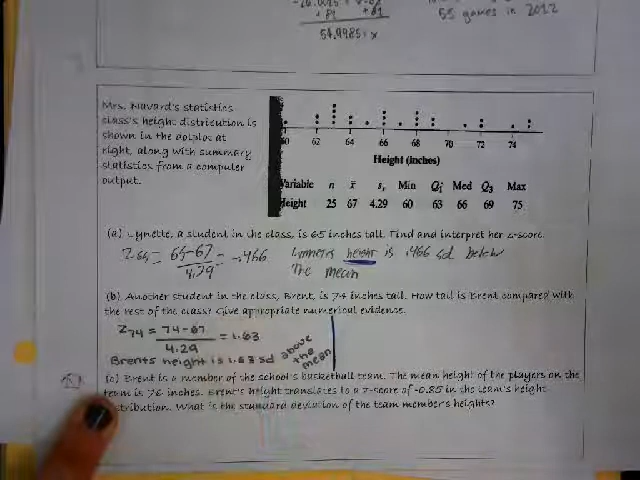 +81 +81
54.9985 = x
55 games in 2012
Mrs. Navard's statistics
class's height distribution is
shown in the dotplot at
right, along with summary
statistics from a computer
output.
60 62 64 66 68 70 72 74
Height (inches)
Variable n x̄ sₓ Min Q₁ Med Q₃ Max
Height 25 67 4.29 60 63 66 69 75
(a) Lynette, a student in the class, is 65 inches tall. Find and interpret her z-score.
Z65 = 65-67 / 4.29 = -.466 height is .466 sd below
The mean
(b) Another student in the class, Brent, is 74 inches tall. How tall is Brent compared with
the rest of the class? Give appropriate numerical evidence.
Z74 = 74-67 / 4.29 = 1.63
Brents height is 1.63 sd above the mean
(c) Brent is a member of the school's basketball team. The mean height of the players on the
team is 76 inches. Brent's height translates to a z-score of -0.85 in the team's height
distribution. What is the standard deviation of the team member's heights?